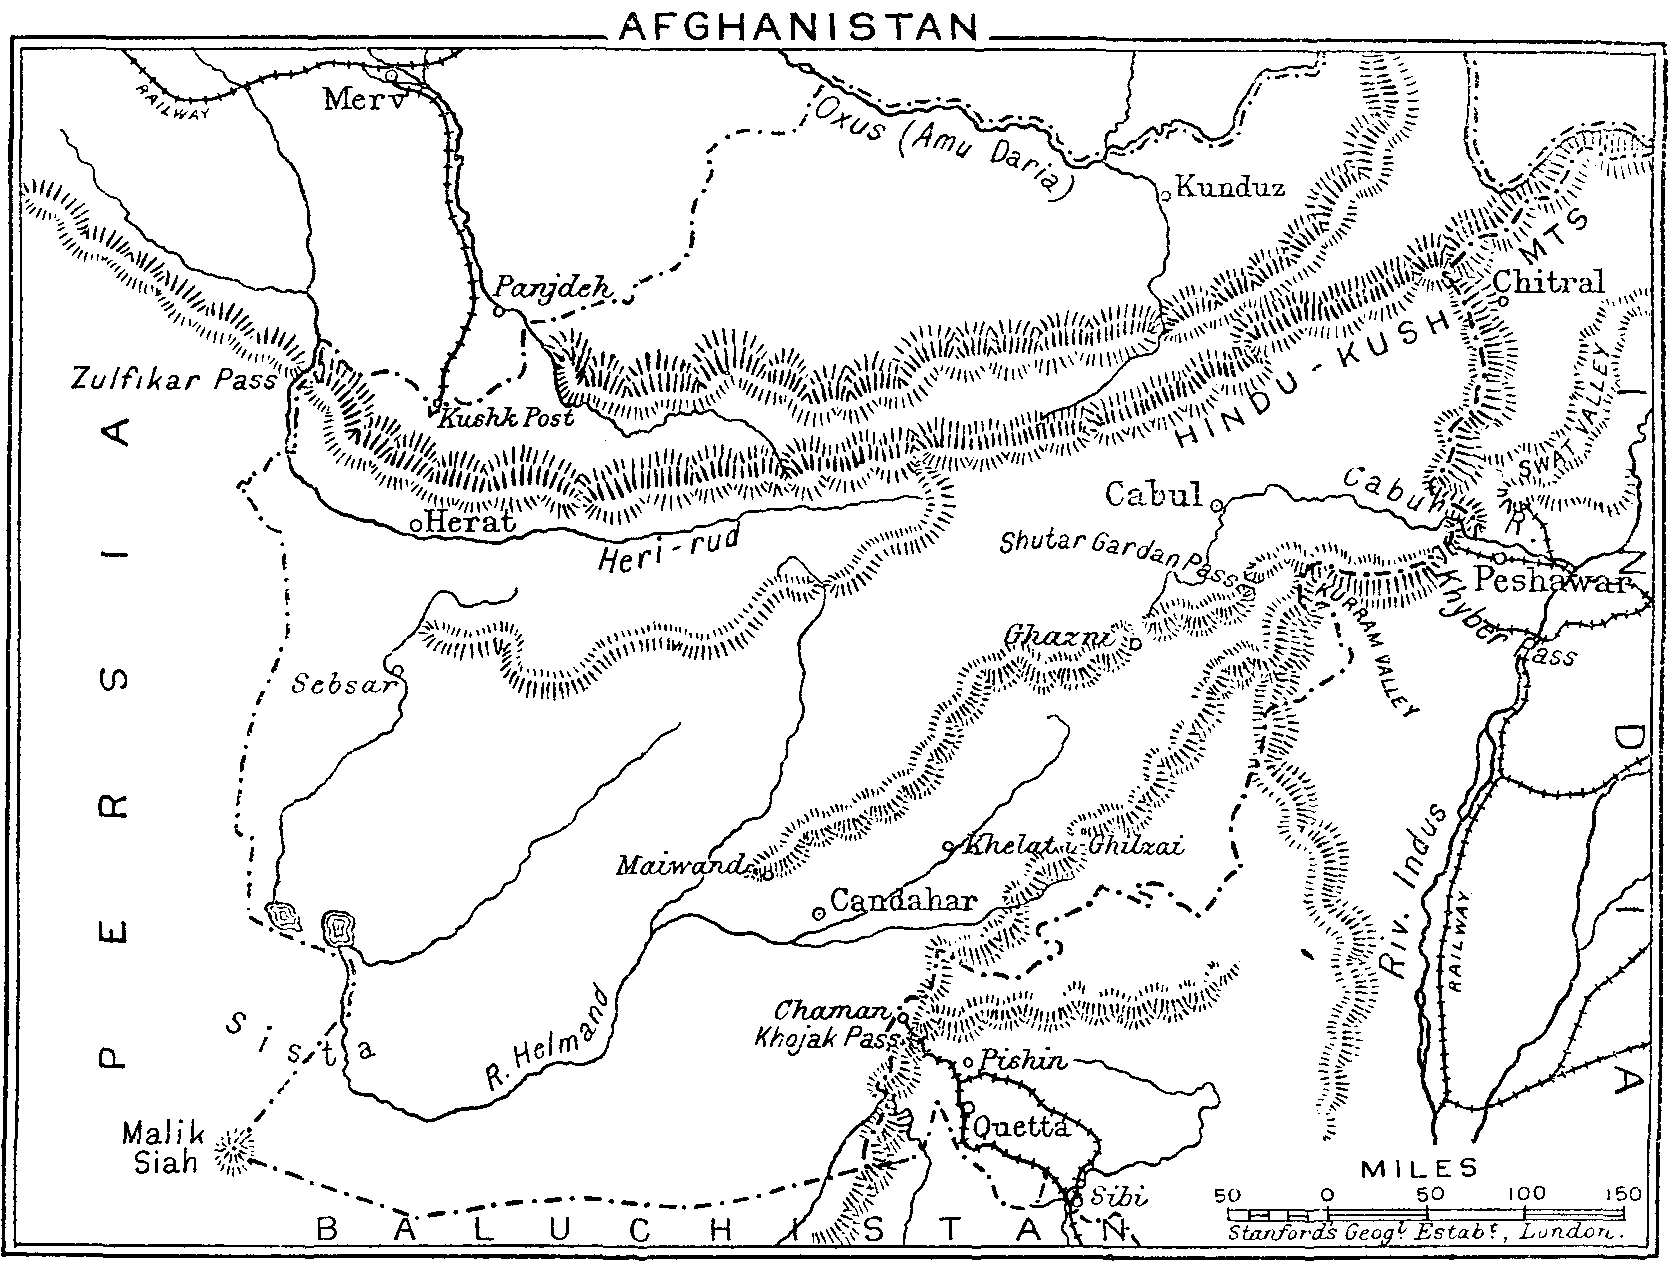 AFGHANISTAN
RAILWAY
Merv
Oxus (Amu Daria)
Kunduz
MTS
Panjdeh
Chitral
Zulfikar Pass
Kushk Post
HINDU-KUSH
SWAT VALLEY
Herat
Heri-rud
Cabul
Cabul R.
Shutar Gardan Pass
Peshawar
Khyber Pass
KURRAM VALLEY
Ghazni
Sebsar
PERSIA
INDIA
Maiwand
Khelat-i-Ghilzai
Candahar
Riv. Indus
RAILWAY
Sista
R. Helmand
Chaman
Khojak Pass
Pishin
Quetta
Malik
Siah
Sibi
BALUCHISTAN
MILES
50 0 50 100 150
Stanford's Geogl. Estabt., London.